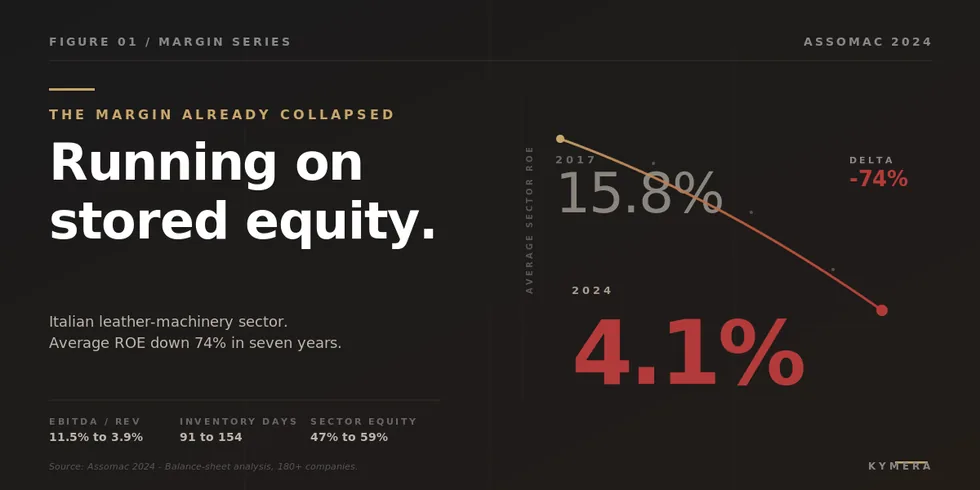 FIGURE 01 / MARGIN SERIES
ASSOMAC 2024
THE MARGIN ALREADY COLLAPSED
Running on
stored equity.
Italian leather-machinery sector.
Average ROE down 74% in seven years.
EBITDA / REV
11.5% to 3.9%
INVENTORY DAYS
91 to 154
SECTOR EQUITY
47% to 59%
Source: Assomac 2024 - Balance-sheet analysis, 180+ companies.
AVERAGE SECTOR ROE
2017
15.8%
DELTA
-74%
2024
4.1%
KYMERA